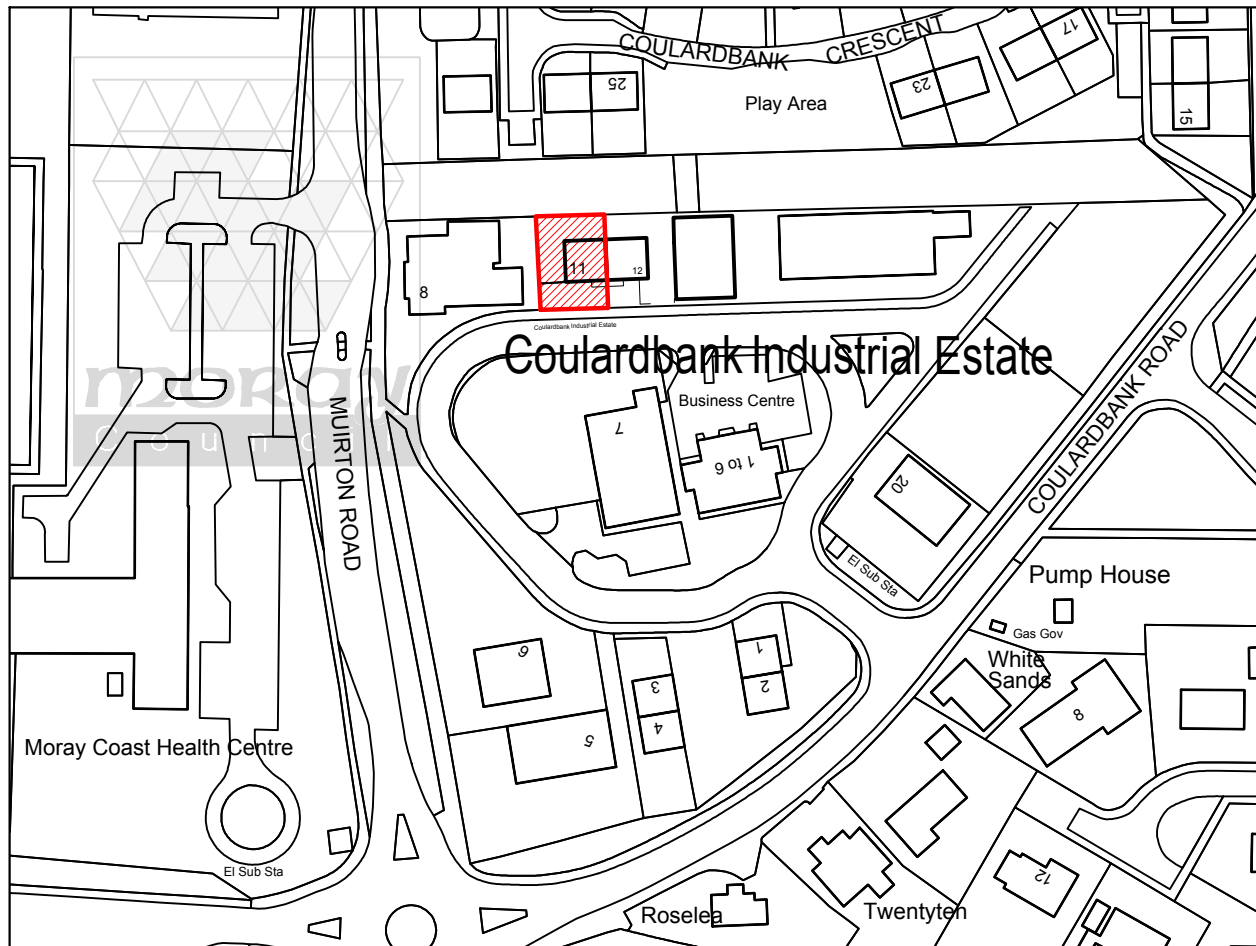 COULARDBANK CRESCENT
17
25
23
Play Area
15
11
12
8
Coulardbank Industrial Estate
Coulardbank Industrial Estate
moray
Council
MUIRTON ROAD
7
Business Centre
1 to 6
COULARDBANK ROAD
20
El Sub Sta
Pump House
Gas Gov
White
Sands
6
1
2
3
4
5
8
Moray Coast Health Centre
El Sub Sta
12
Roselea
Twentyten